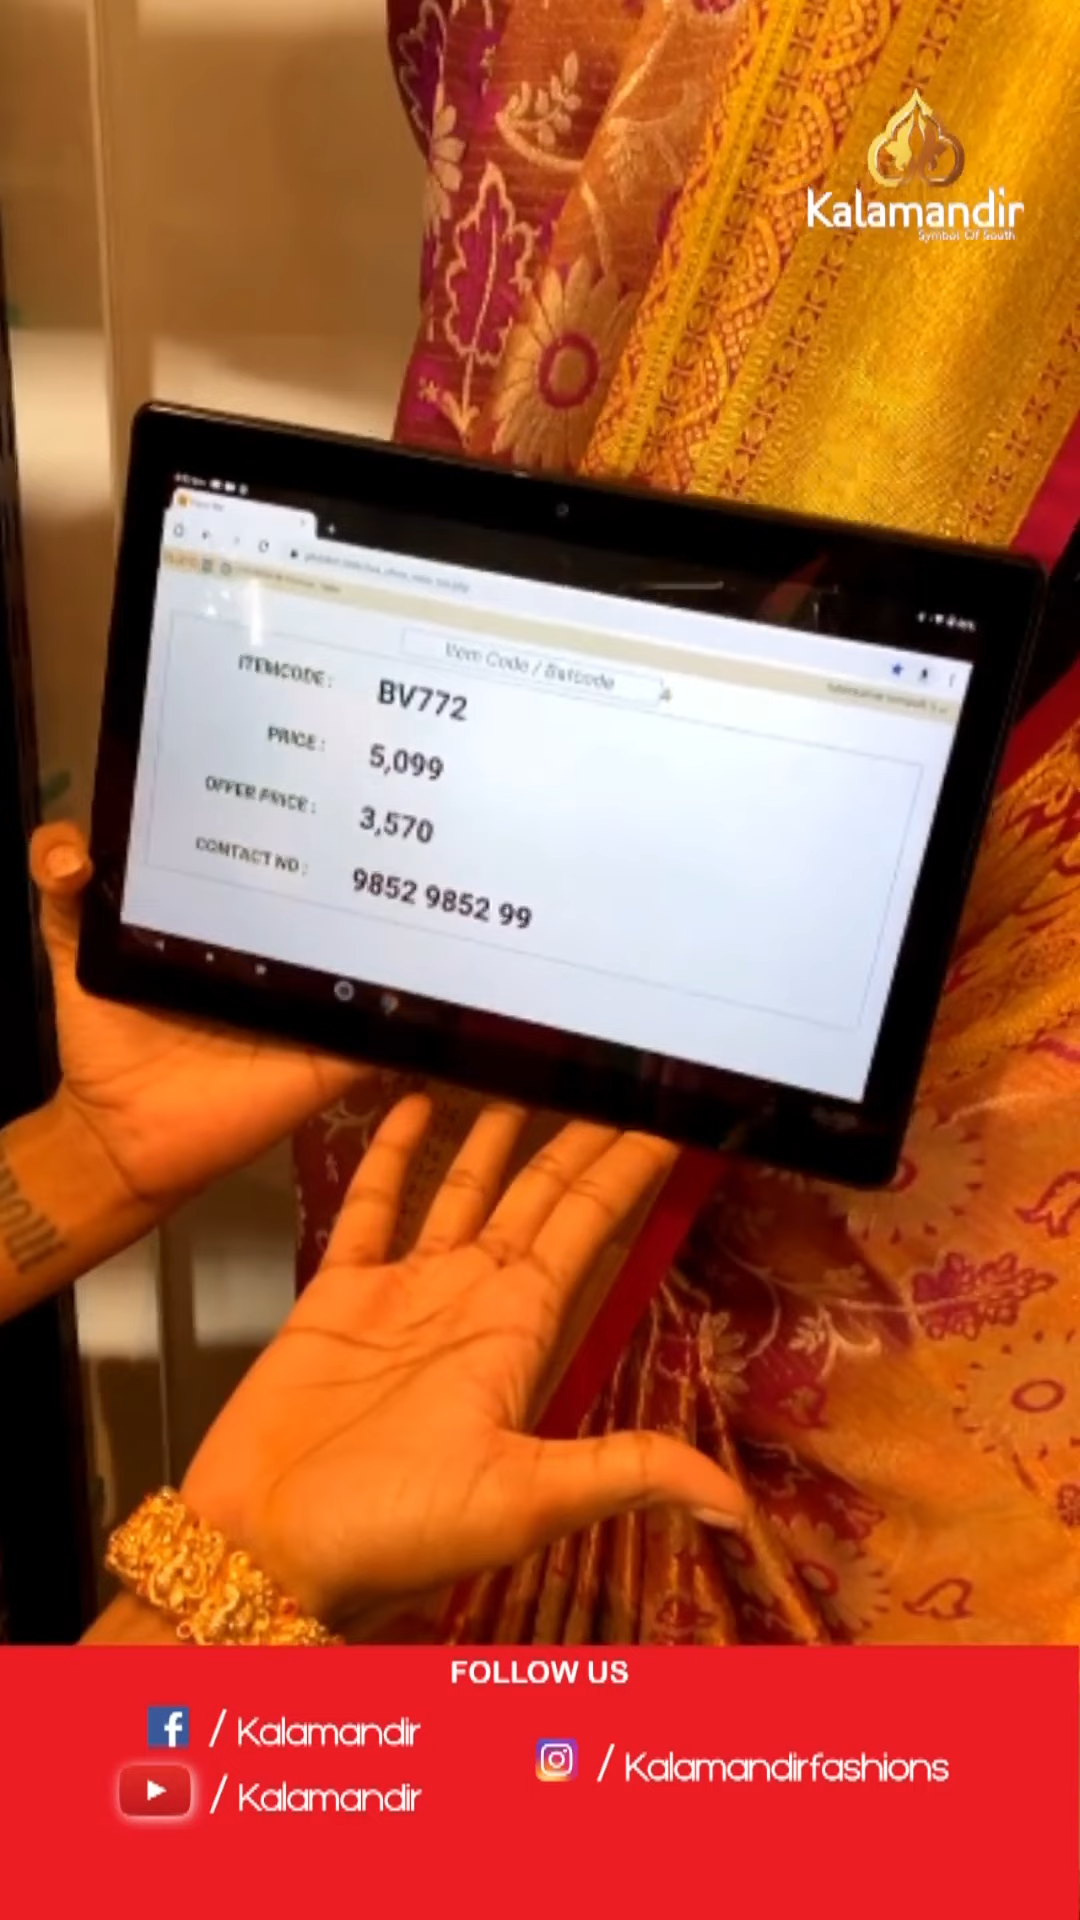 Kalamandir
Symbol Of South
Item Code / Barcode
ITEMCODE :
BV772
PRICE :
5,099
OFFER PRICE :
3,570
CONTACT NO :
9852 9852 99
FOLLOW US
/ Kalamandir
/ Kalamandirfashions
/ Kalamandir